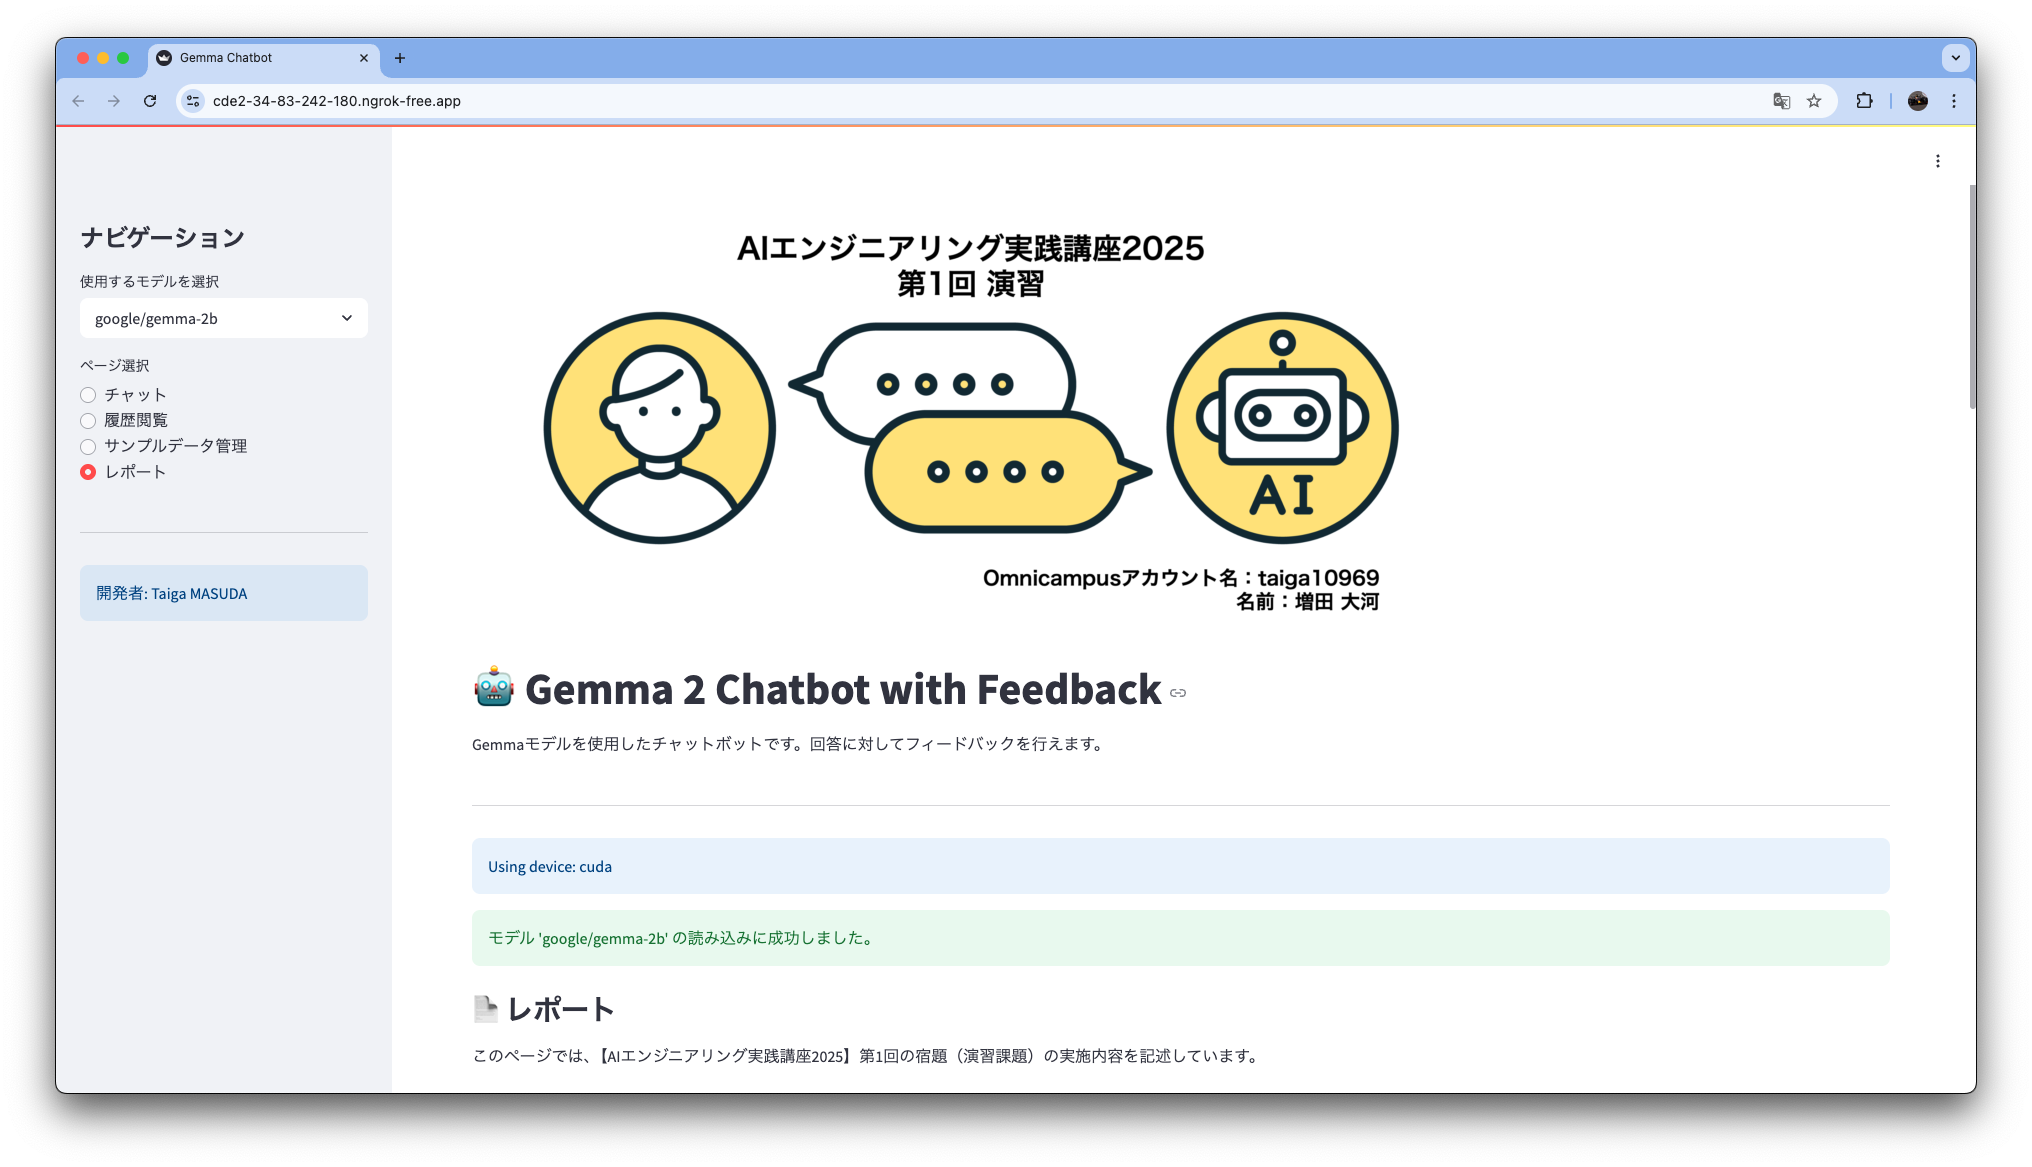 Gemma Chatbot
cde2-34-83-242-180.ngrok-free.app
ナビゲーション
使用するモデルを選択
google/gemma-2b
ページ選択
チャット
履歴閲覧
サンプルデータ管理
レポート
開発者: Taiga MASUDA
AIエンジニアリング実践講座2025
第1回 演習
AI
Omnicampusアカウント名：taiga10969
名前：増田 大河
Gemma 2 Chatbot with Feedback
Gemmaモデルを使用したチャットボットです。回答に対してフィードバックを行えます。
Using device: cuda
モデル 'google/gemma-2b' の読み込みに成功しました。
レポート
このページでは、【AIエンジニアリング実践講座2025】第1回の宿題（演習課題）の実施内容を記述しています。